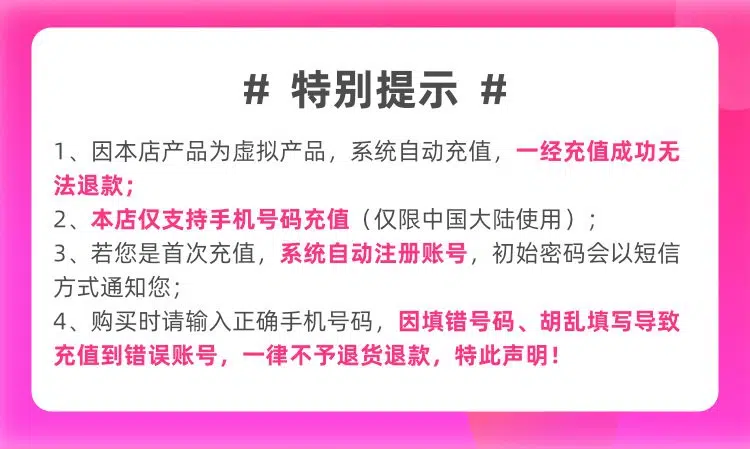 # 特别提示 #
1、因本店产品为虚拟产品，系统自动充值，一经充值成功无
法退款；
2、本店仅支持手机号码充值（仅限中国大陆使用）；
3、若您是首次充值，系统自动注册账号，初始密码会以短信
方式通知您；
4、购买时请输入正确手机号码，因填错号码、胡乱填写导致
充值到错误账号，一律不予退货退款，特此声明！